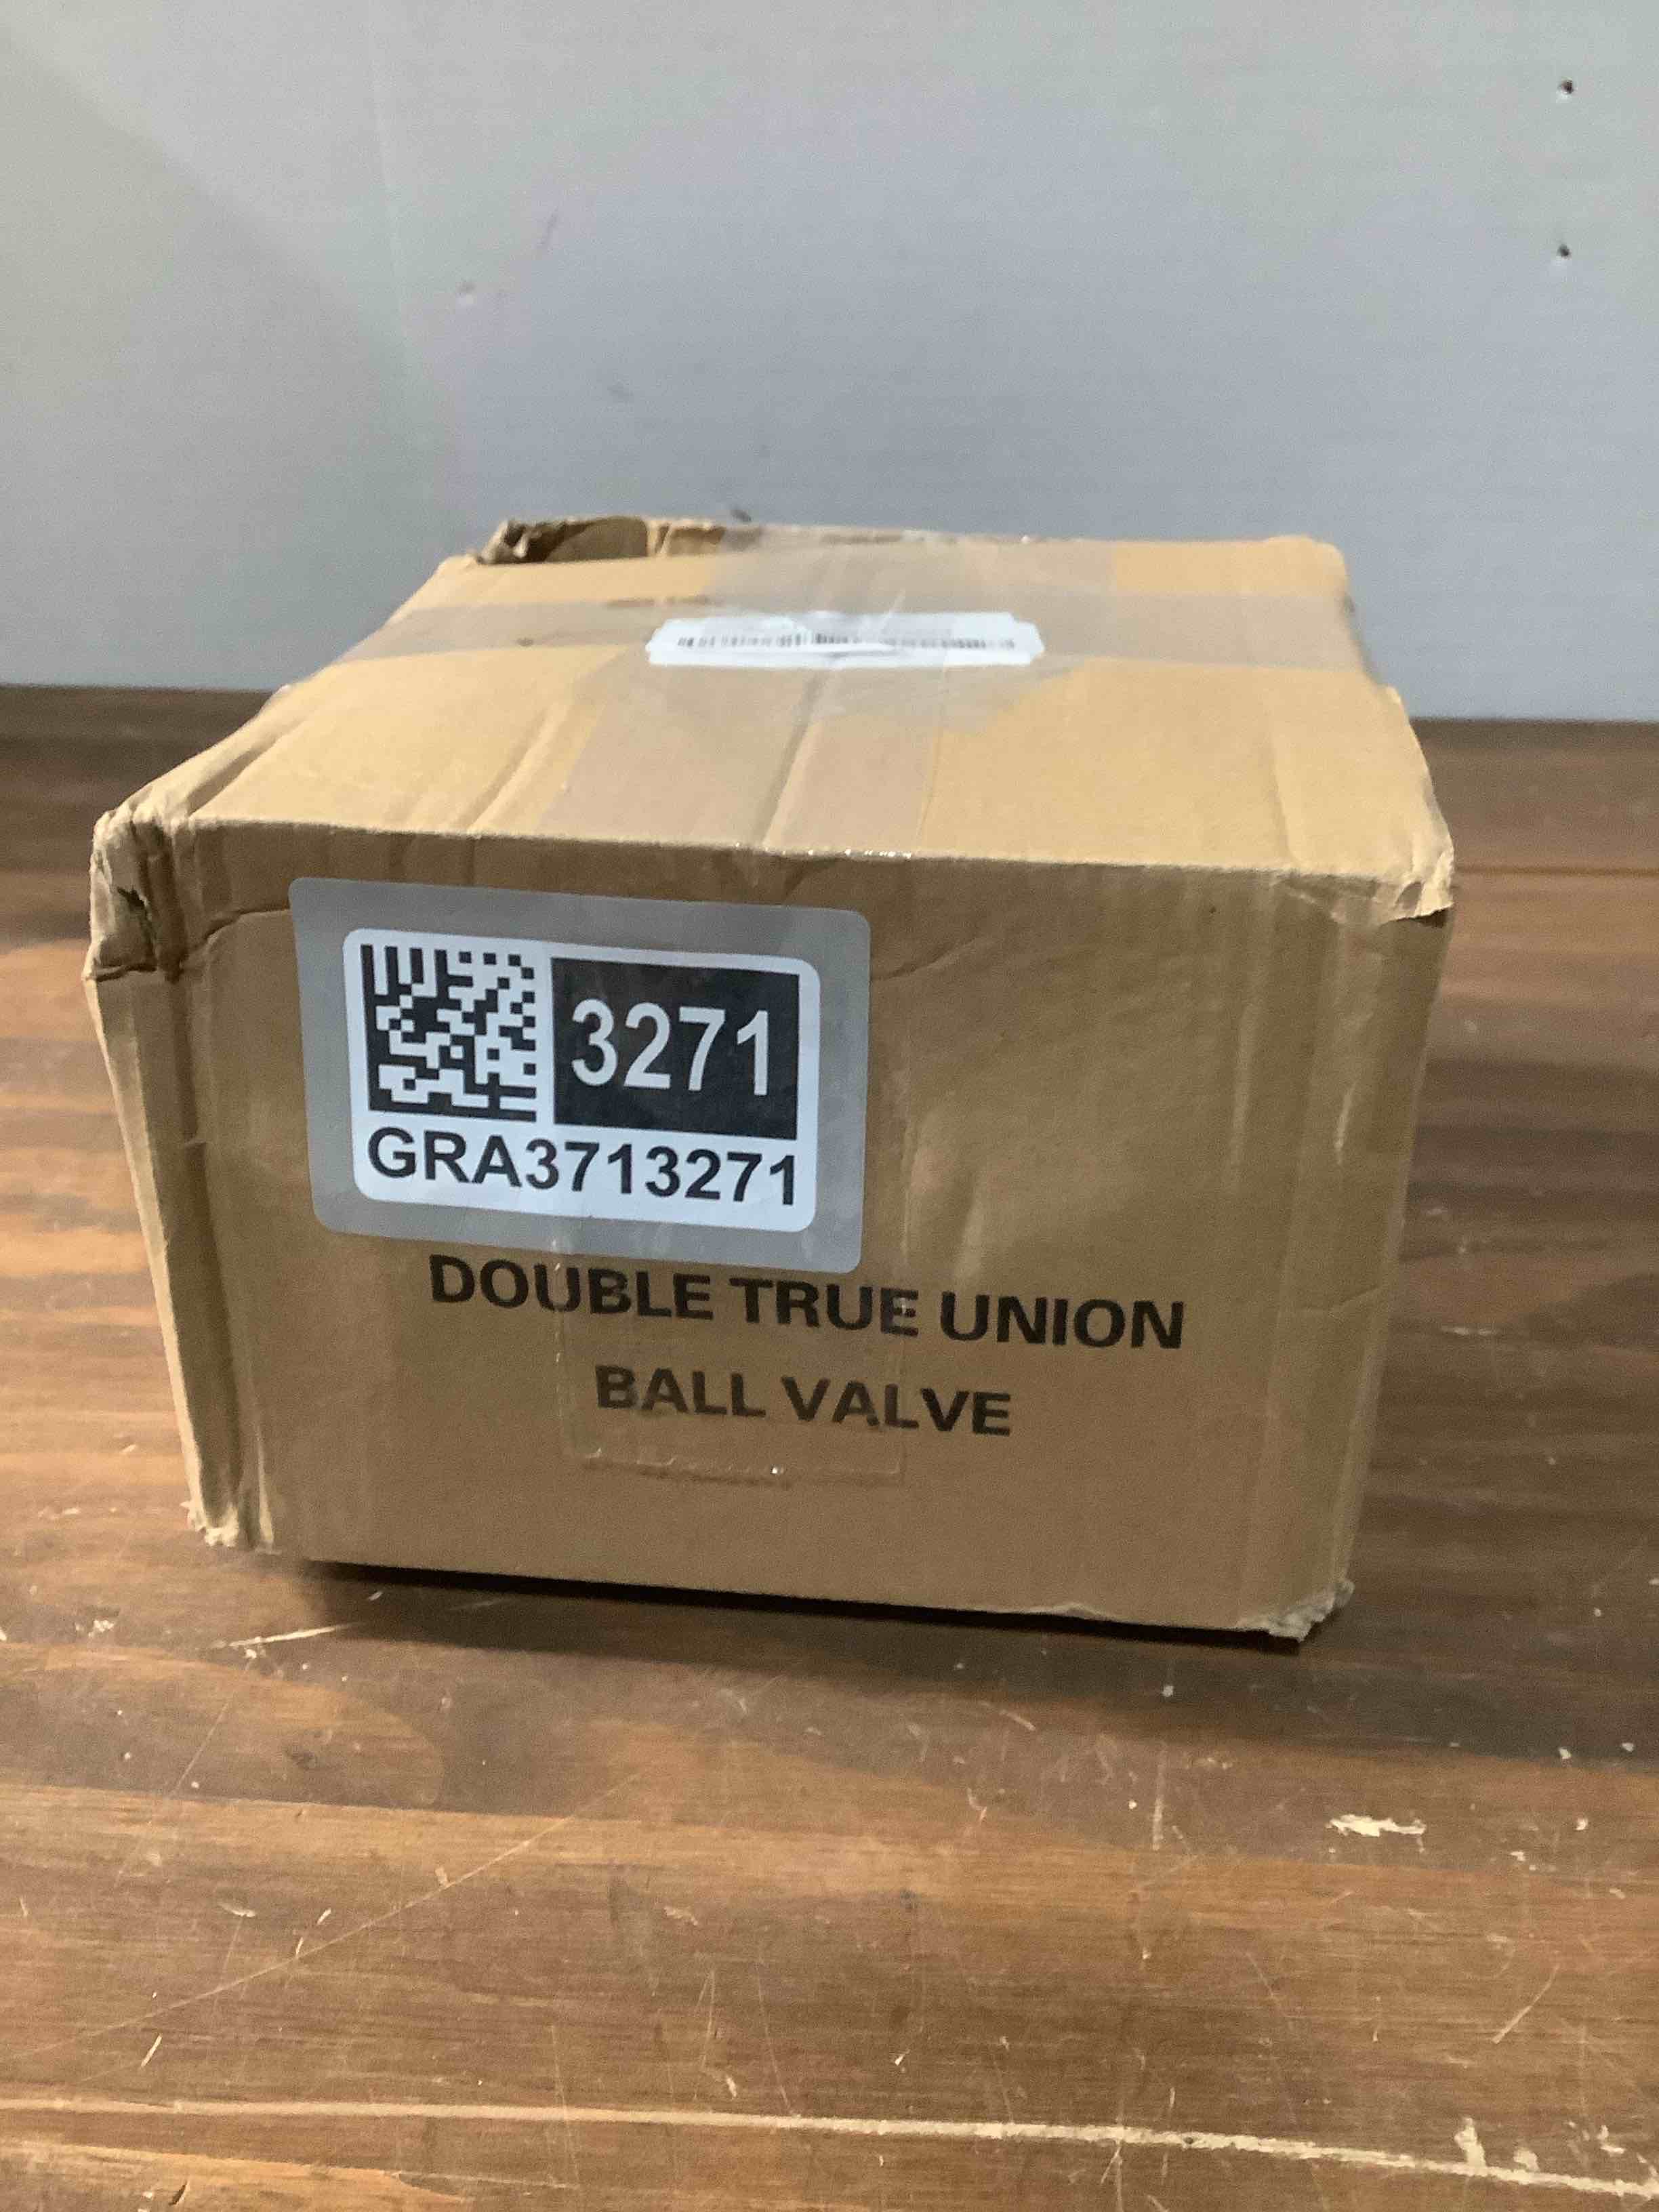 3271
GRA3713271
DOUBLE TRUE UNION
BALL VALVE